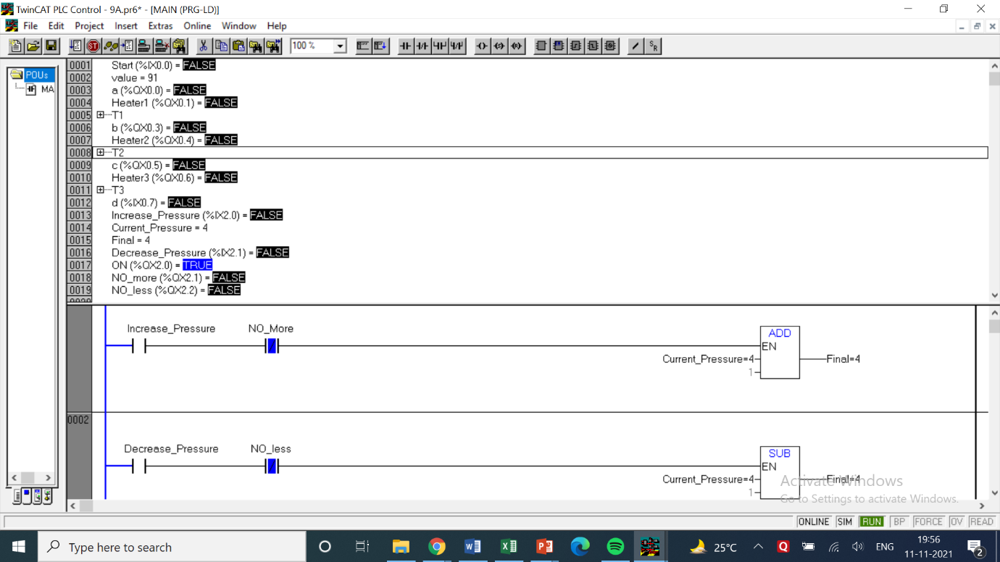 TwinCAT PLC Control - 9A.pr6* - [MAIN (PRG-LD)]
File Edit Project Insert Extras Online Window Help
100 %
POUs
MA
0001 Start (%IX0.0) = FALSE
0002 value = 91
0003 a (%QX0.0) = FALSE
0004 Heater1 (%QX0.1) = FALSE
0005 T1
0006 b (%QX0.3) = FALSE
0007 Heater2 (%QX0.4) = FALSE
0008 T2
0009 c (%QX0.5) = FALSE
0010 Heater3 (%QX0.6) = FALSE
0011 T3
0012 d (%IX0.7) = FALSE
0013 Increase_Pressure (%IX2.0) = FALSE
0014 Current_Pressure = 4
0015 Final = 4
0016 Decrease_Pressure (%IX2.1) = FALSE
0017 ON (%QX2.0) = TRUE
0018 NO_more (%QX2.1) = FALSE
0019 NO_less (%QX2.2) = FALSE
Increase_Pressure NO_More
ADD
EN
Current_Pressure=4 Final=4
1
0002
Decrease_Pressure NO_less
SUB
EN
Current_Pressure=4 Final=4
1
Activate Windows
Go to Settings to activate Windows.
ONLINE SIM RUN BP FORCE OV READ
Type here to search
25°C ENG 19:56
11-11-2021
2